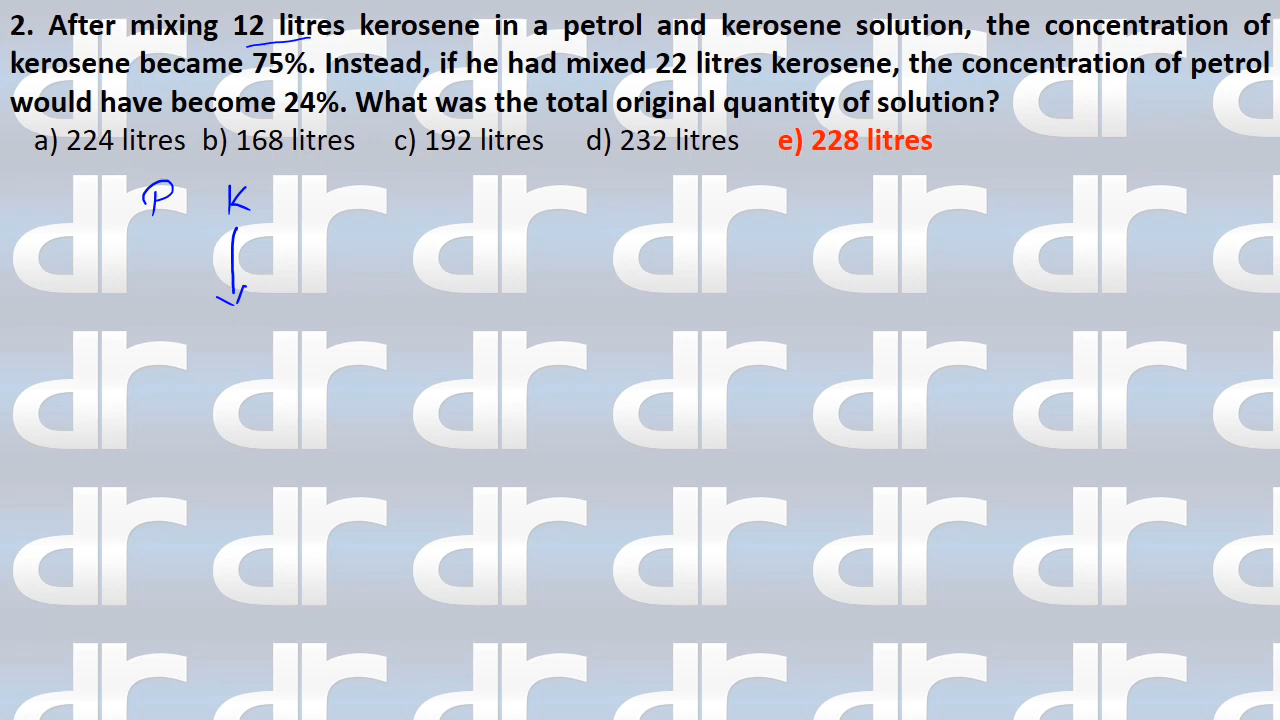 2. After mixing 12 litres kerosene in a petrol and kerosene solution, the concentration of
kerosene became 75%. Instead, if he had mixed 22 litres kerosene, the concentration of petrol
would have become 24%. What was the total original quantity of solution?
a) 224 litres b) 168 litres c) 192 litres d) 232 litres e) 228 litres
P K